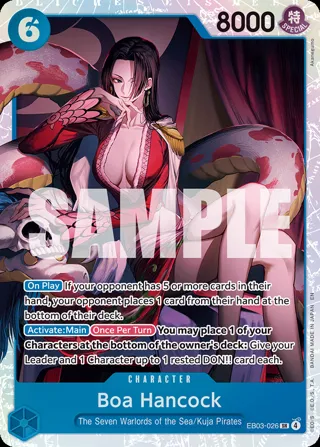 6
8000
特
SPECIAL
SAMPLE
On Play If your opponent has 5 or more cards in their
hand, your opponent places 1 card from their hand at the
bottom of their deck.
Activate:Main Once Per Turn You may place 1 of your
Characters at the bottom of the owner's deck: Give your
Leader and 1 Character up to 1 rested DON!! card each.
CHARACTER
Boa Hancock
The Seven Warlords of the Sea/Kuja Pirates
EB03-026 SR 4